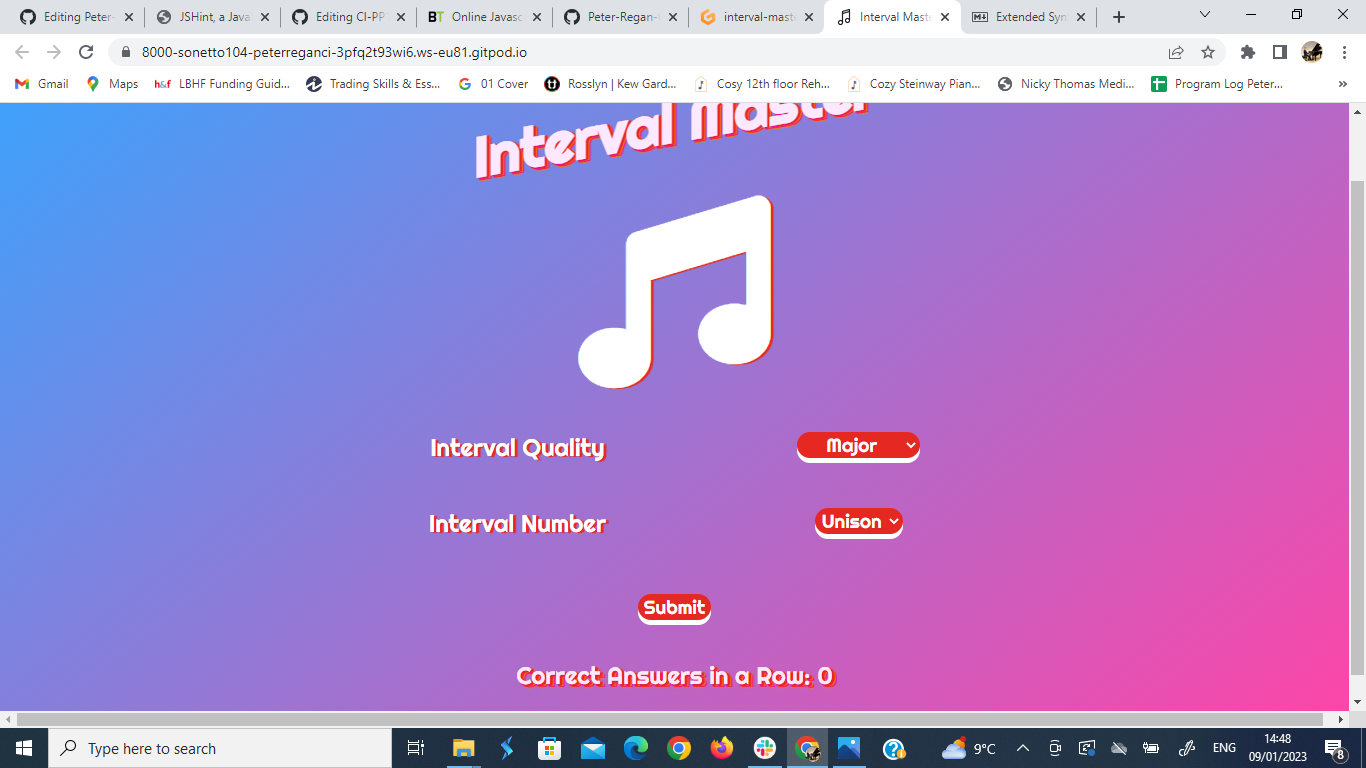 Editing Peter-
JSHint, a Java
Editing CI-PP
Online Javasc
Peter-Regan-
interval-mast
Interval Maste
Extended Syn
8000-sonetto104-peterreganci-3pfq2t93wi6.ws-eu81.gitpod.io
Gmail
Maps
h&f LBHF Funding Guid...
Trading Skills & Ess...
01 Cover
Rosslyn | Kew Gard...
Cosy 12th floor Reh...
Cozy Steinway Pian...
Nicky Thomas Medi...
Program Log Peter...
»
Interval Master
Interval Quality
Major
Interval Number
Unison
Submit
Correct Answers in a Row: 0
Type here to search
9°C
ENG
14:48
09/01/2023
8